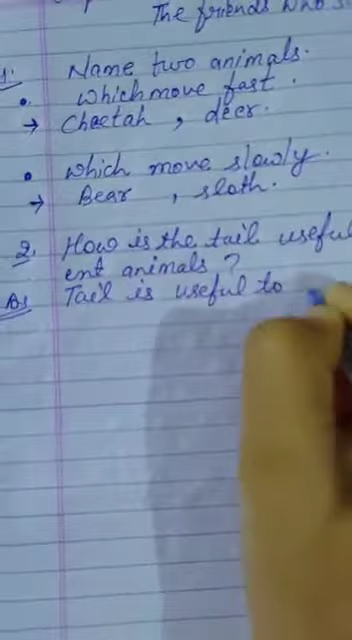 The friends who
1. Name two animals.
• which move fast.
→ Cheetah, deer.
• which move slowly.
→ Bear, sloth.
2. How is the tail useful
ent animals?
Tail is useful to